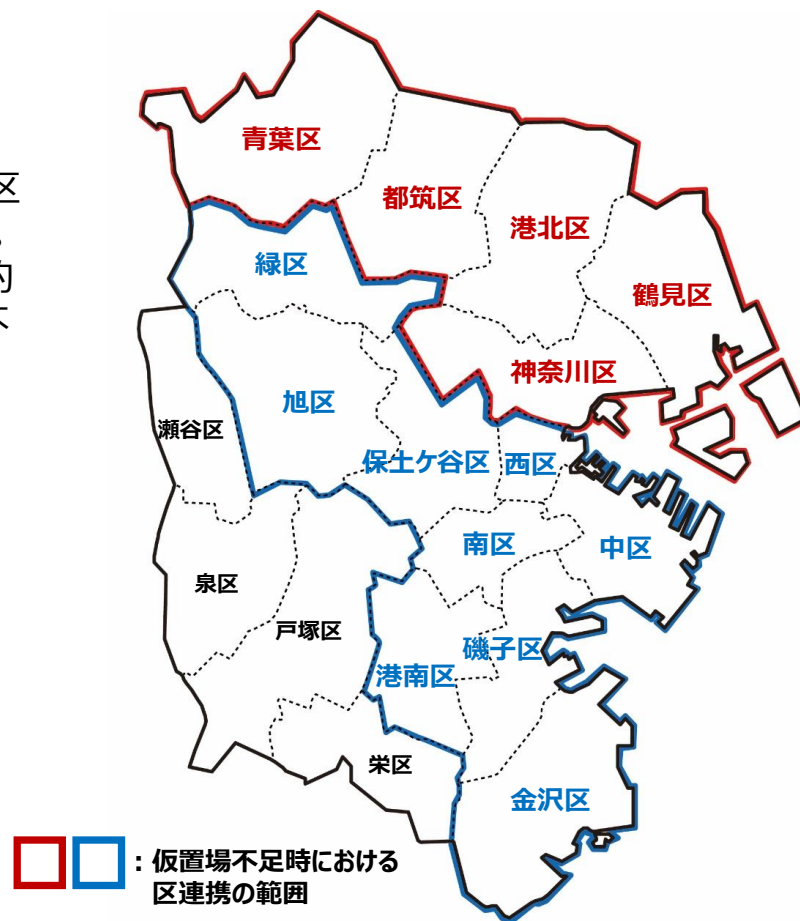 区
的
青葉区
都筑区
港北区
緑区
鶴見区
神奈川区
旭区
瀬谷区
保土ケ谷区
西区
南区
中区
泉区
戸塚区
磯子区
港南区
栄区
金沢区
：仮置場不足時における
区連携の範囲